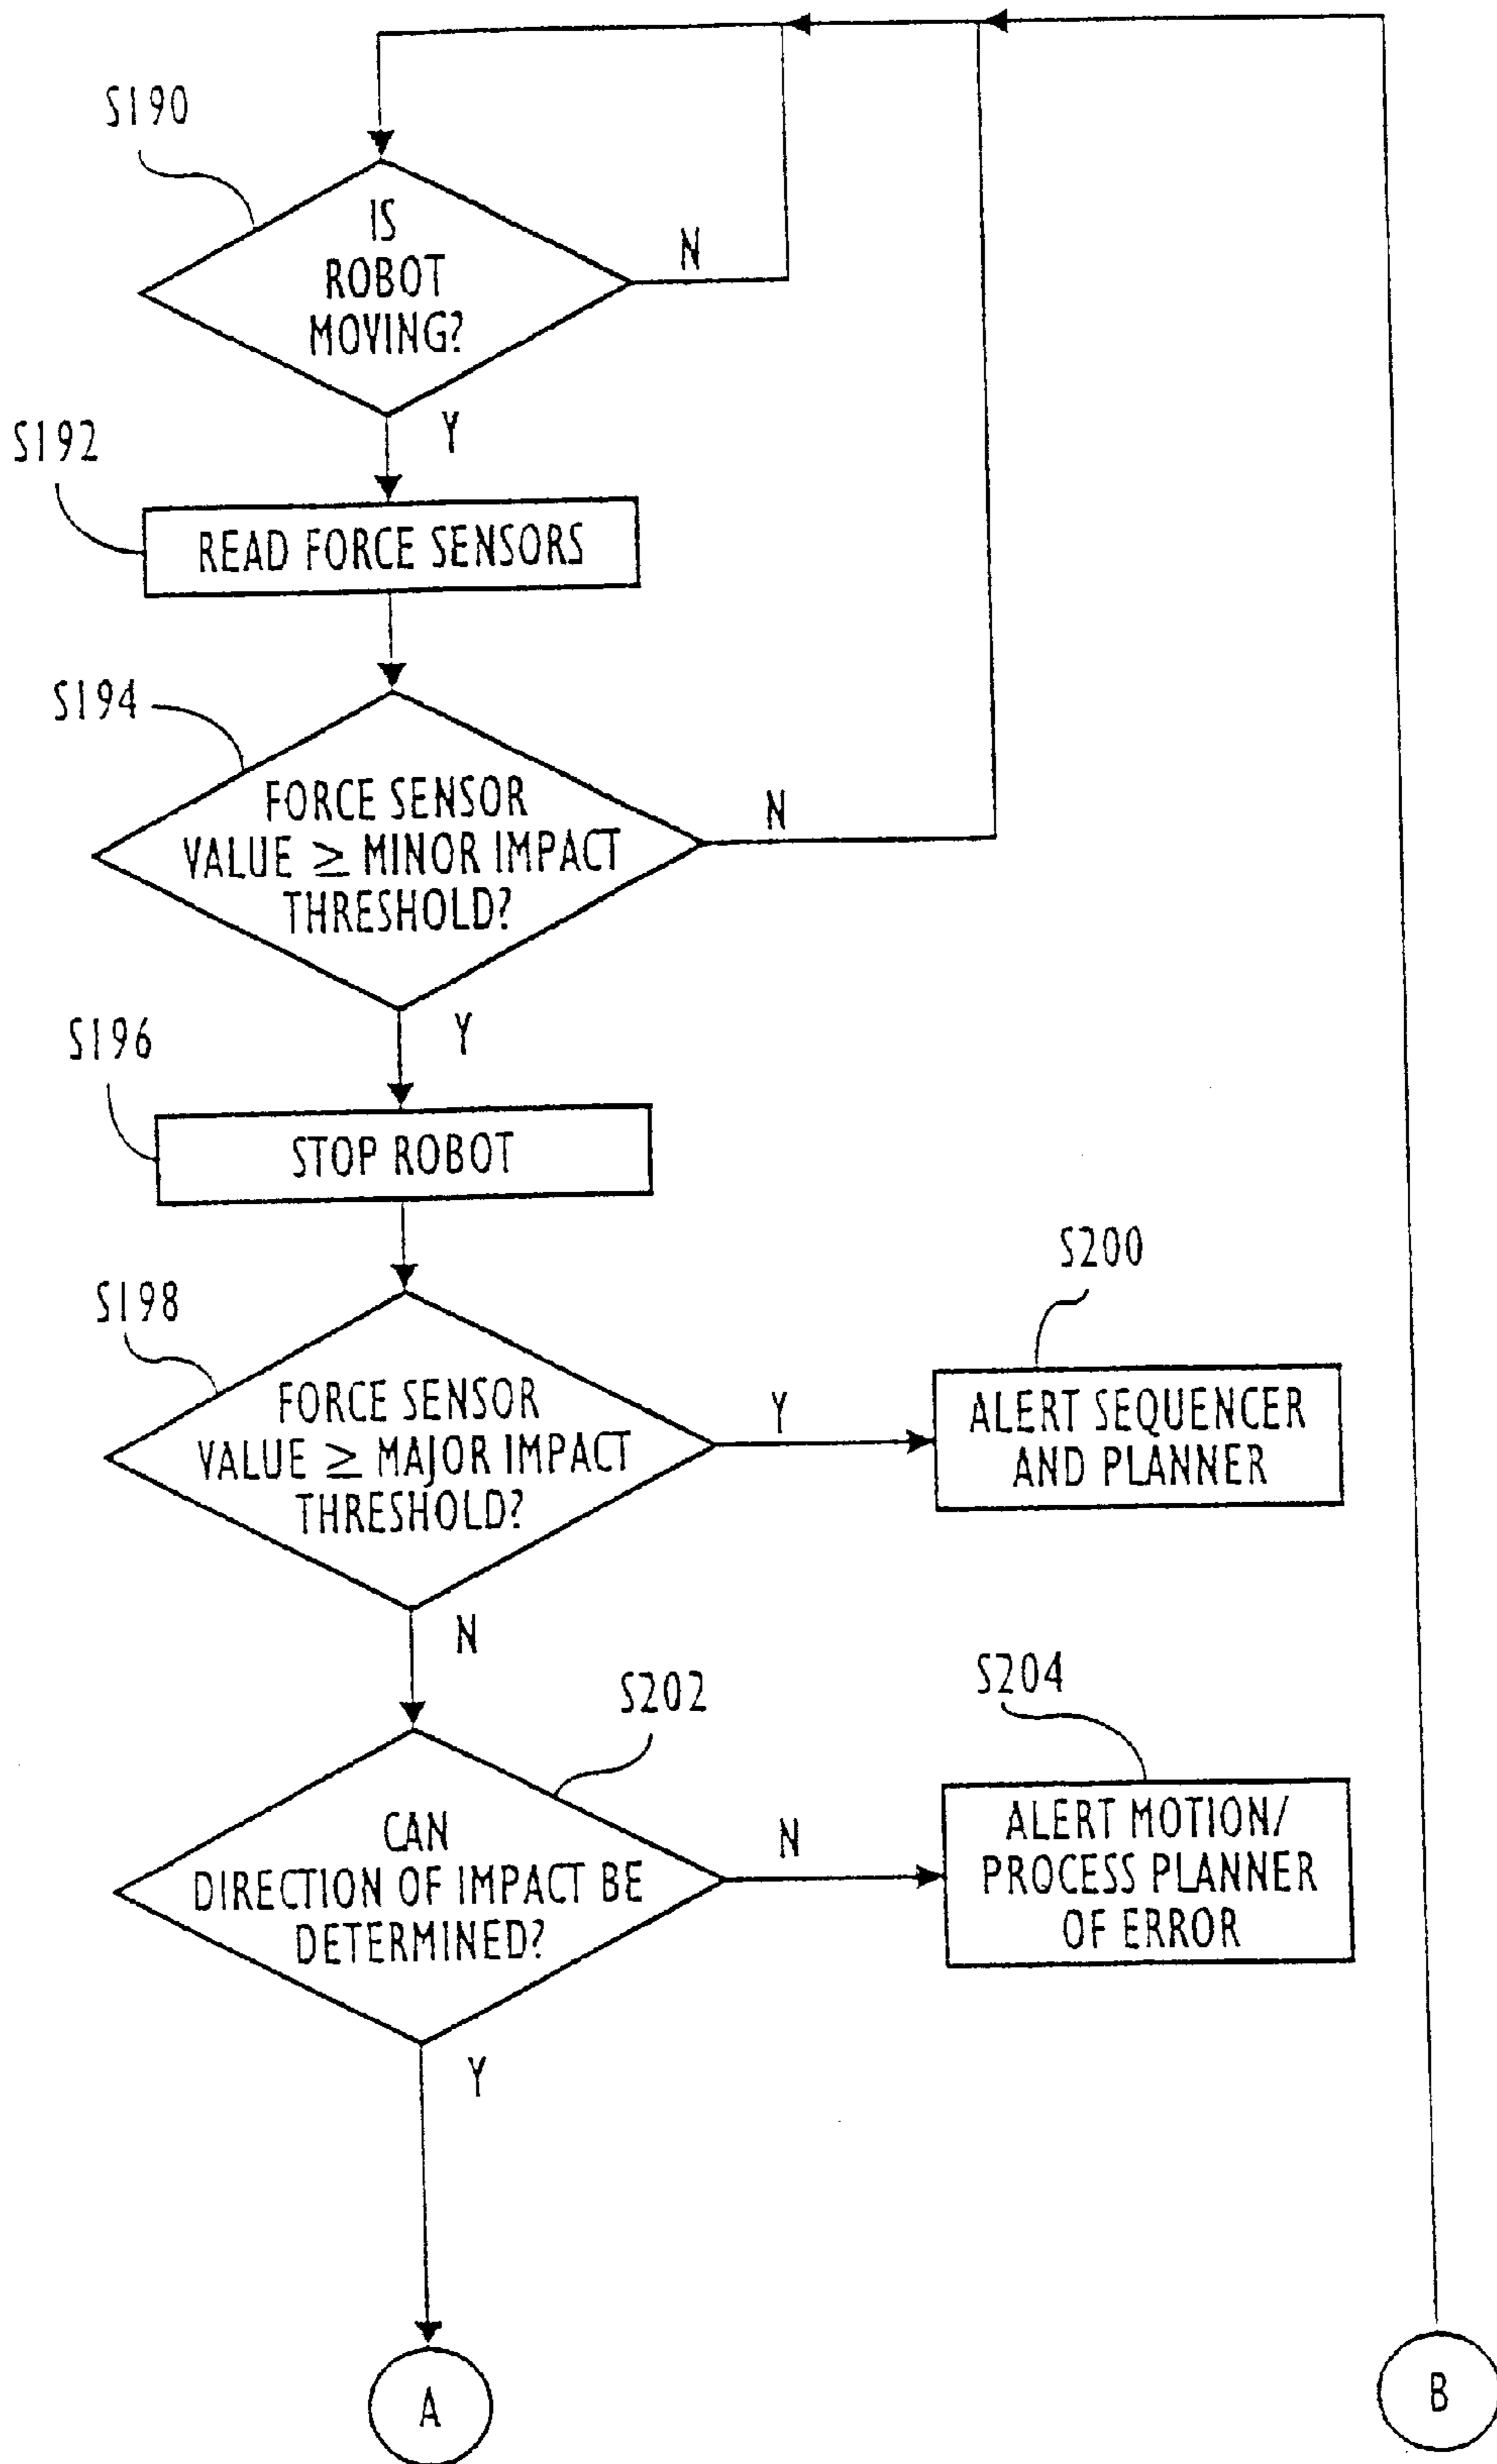 S190
IS
ROBOT
MOVING?
N
Y
S192
READ FORCE SENSORS
S194
FORCE SENSOR
VALUE ≥ MINOR IMPACT
THRESHOLD?
N
Y
S196
STOP ROBOT
S198
FORCE SENSOR
VALUE ≥ MAJOR IMPACT
THRESHOLD?
Y
S200
ALERT SEQUENCER
AND PLANNER
N
S202
CAN
DIRECTION OF IMPACT BE
DETERMINED?
N
S204
ALERT MOTION/
PROCESS PLANNER
OF ERROR
Y
A
B